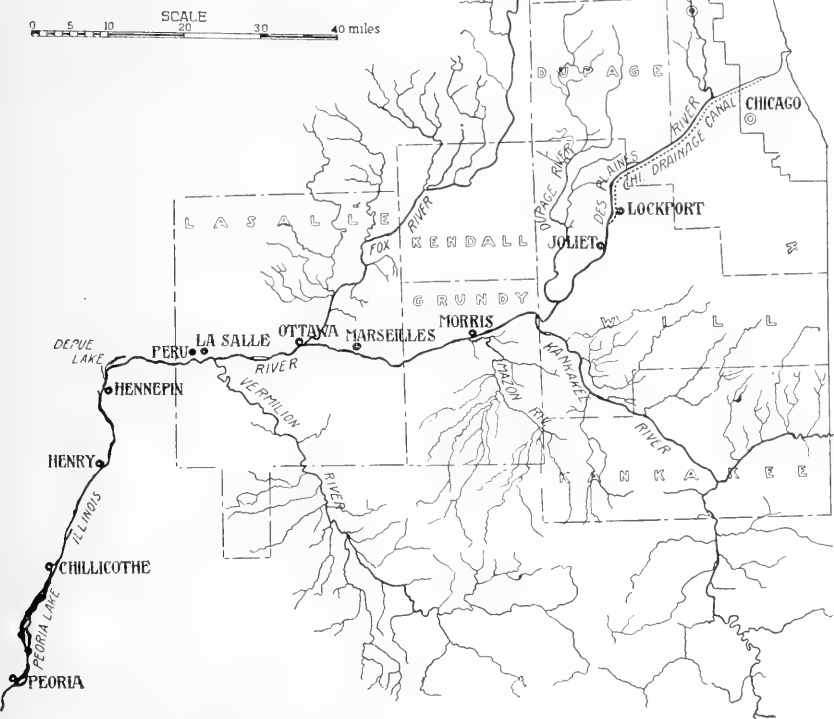 SCALE
0 5 10 20 30 40 miles
DUPAGE
CHICAGO
RIVER
CHI. DRAINAGE CANAL
DES PLAINES
DUPAGE RIVER
LOCKPORT
JOLIET
LASALLE
FOX RIVER
KENDALL
GRUNDY
WILL
MORRIS
OTTAWA
MARSEILLES
LA SALLE
PERU
DEPUE
LAKE
RIVER
HENNEPIN
VERMILION
RIVER
MAZON RIV.
KANKAKEE
RIVER
KANKAKEE
HENRY
ILLINOIS
CHILLICOTHE
PEORIA LAKE
PEORIA